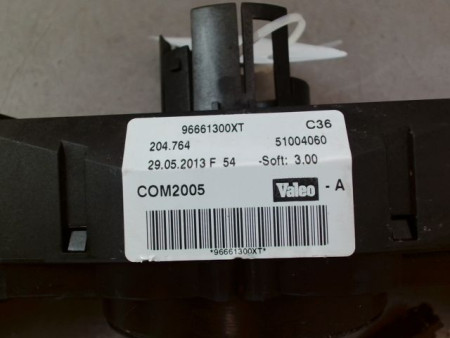 96661300XT C36
204.764 51004060
29.05.2013 F 54 -Soft: 3.00
COM2005 Valeo - A
*96661300XT*